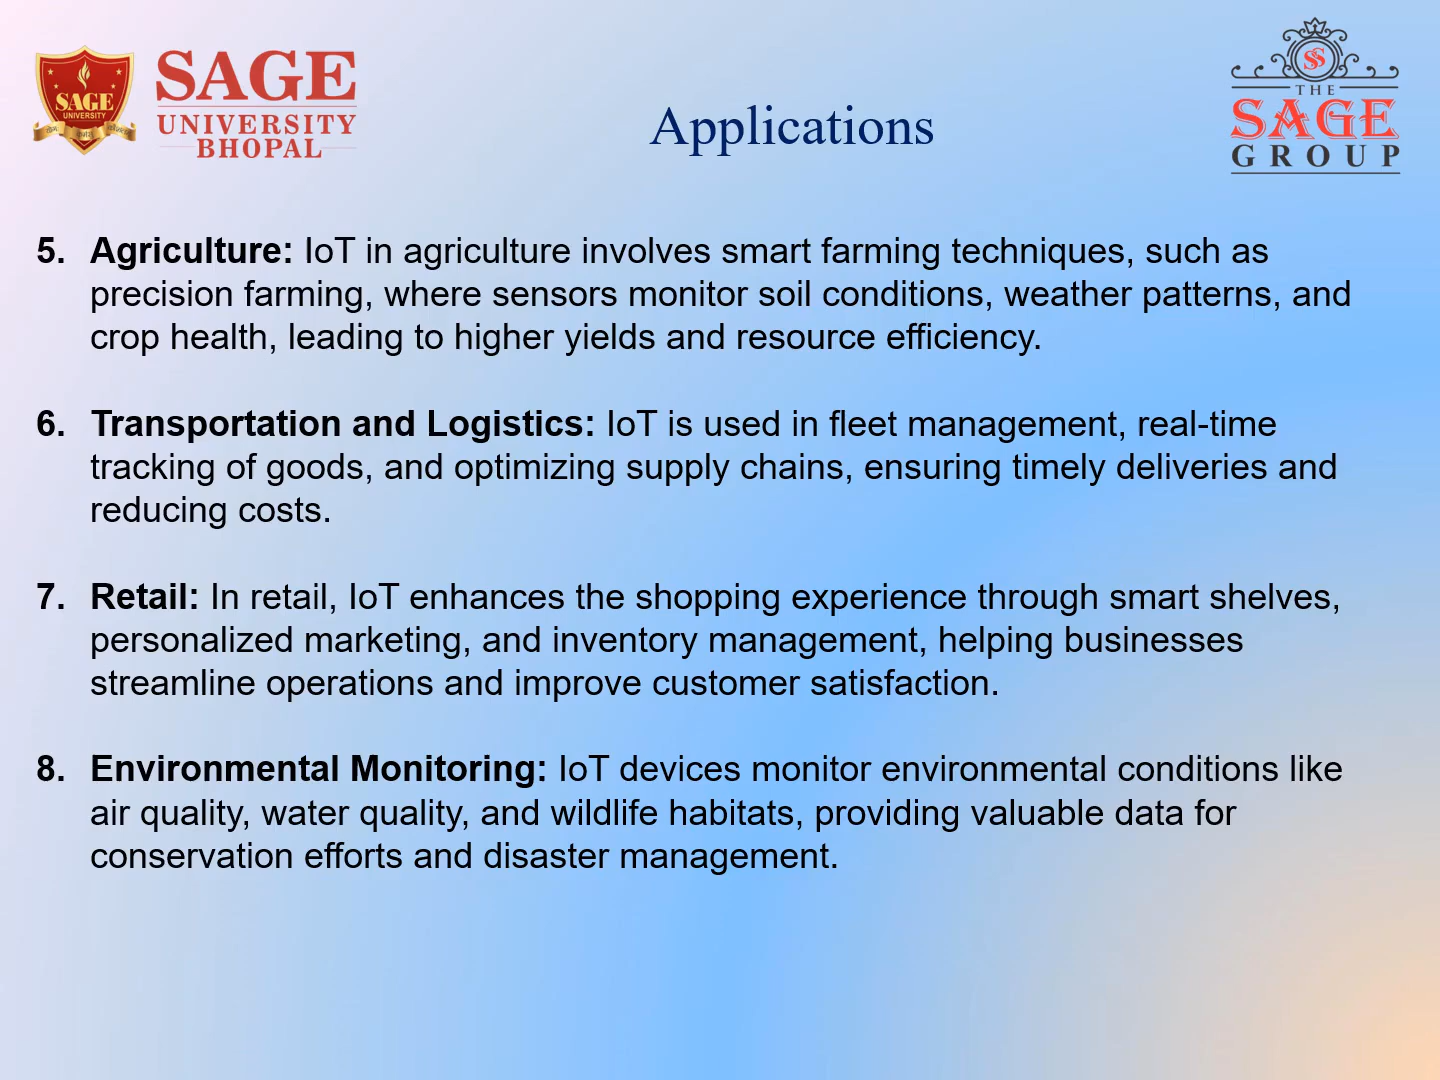 SAGE
UNIVERSITY
SAGE
UNIVERSITY
BHOPAL
Applications
SS
THE
SAGE
GROUP
5. Agriculture: IoT in agriculture involves smart farming techniques, such as
precision farming, where sensors monitor soil conditions, weather patterns, and
crop health, leading to higher yields and resource efficiency.
6. Transportation and Logistics: IoT is used in fleet management, real-time
tracking of goods, and optimizing supply chains, ensuring timely deliveries and
reducing costs.
7. Retail: In retail, IoT enhances the shopping experience through smart shelves,
personalized marketing, and inventory management, helping businesses
streamline operations and improve customer satisfaction.
8. Environmental Monitoring: IoT devices monitor environmental conditions like
air quality, water quality, and wildlife habitats, providing valuable data for
conservation efforts and disaster management.